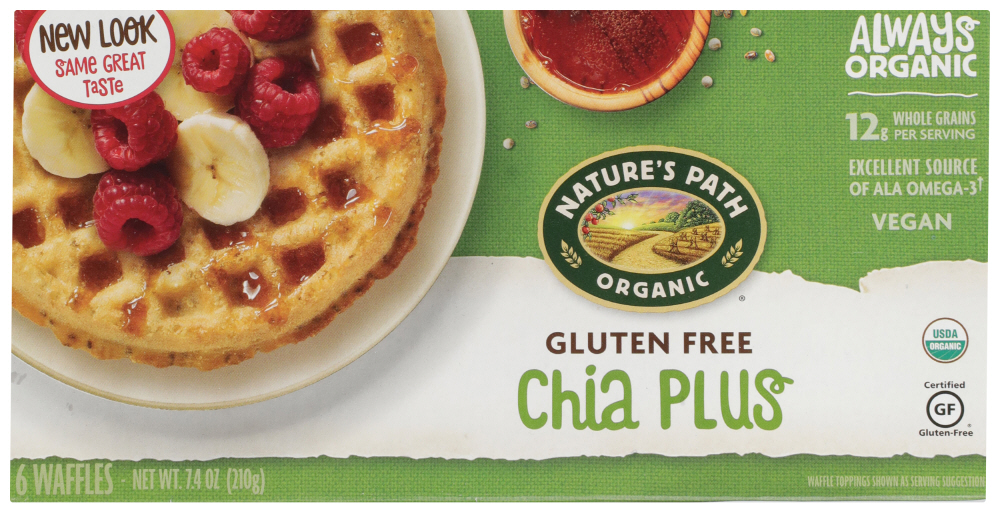 NEW LOOK
SAME GREAT
TaSTe
ALWAYS
ORGANIC
12g WHOLE GRAINS
PER SERVING
EXCELLENT SOURCE
OF ALA OMEGA-3†
VEGAN
NATURE'S PATH
ORGANIC
®
GLUTEN FREE
Chia PLUS
USDA
ORGANIC
Certified
GF
®
Gluten-Free
6 WAFFLES · NET WT. 7.4 OZ (210g)
WAFFLE TOPPINGS SHOWN AS SERVING SUGGESTION